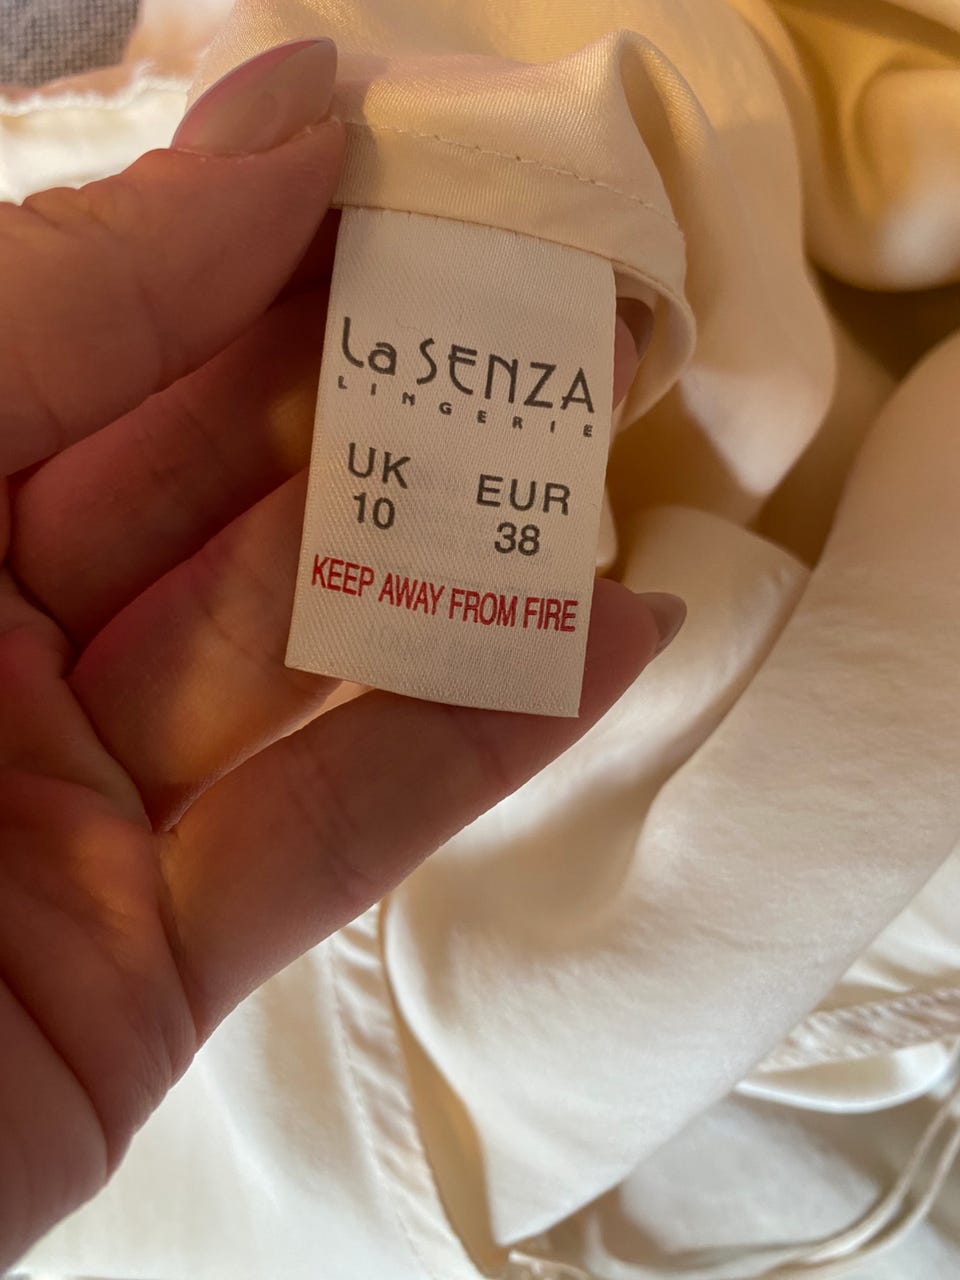 La SENZA
LINGERIE
UK EUR
10 38
KEEP AWAY FROM FIRE